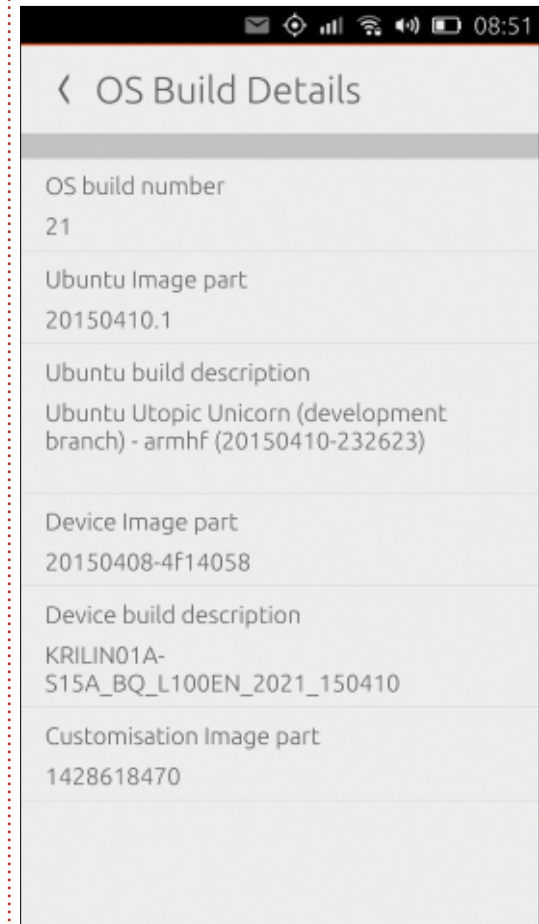 08:51
OS Build Details
OS build number
21
Ubuntu Image part
20150410.1
Ubuntu build description
Ubuntu Utopic Unicorn (development
branch) - armhf (20150410-232623)
Device Image part
20150408-4f14058
Device build description
KRILIN01A-
S15A_BQ_L100EN_2021_150410
Customisation Image part
1428618470